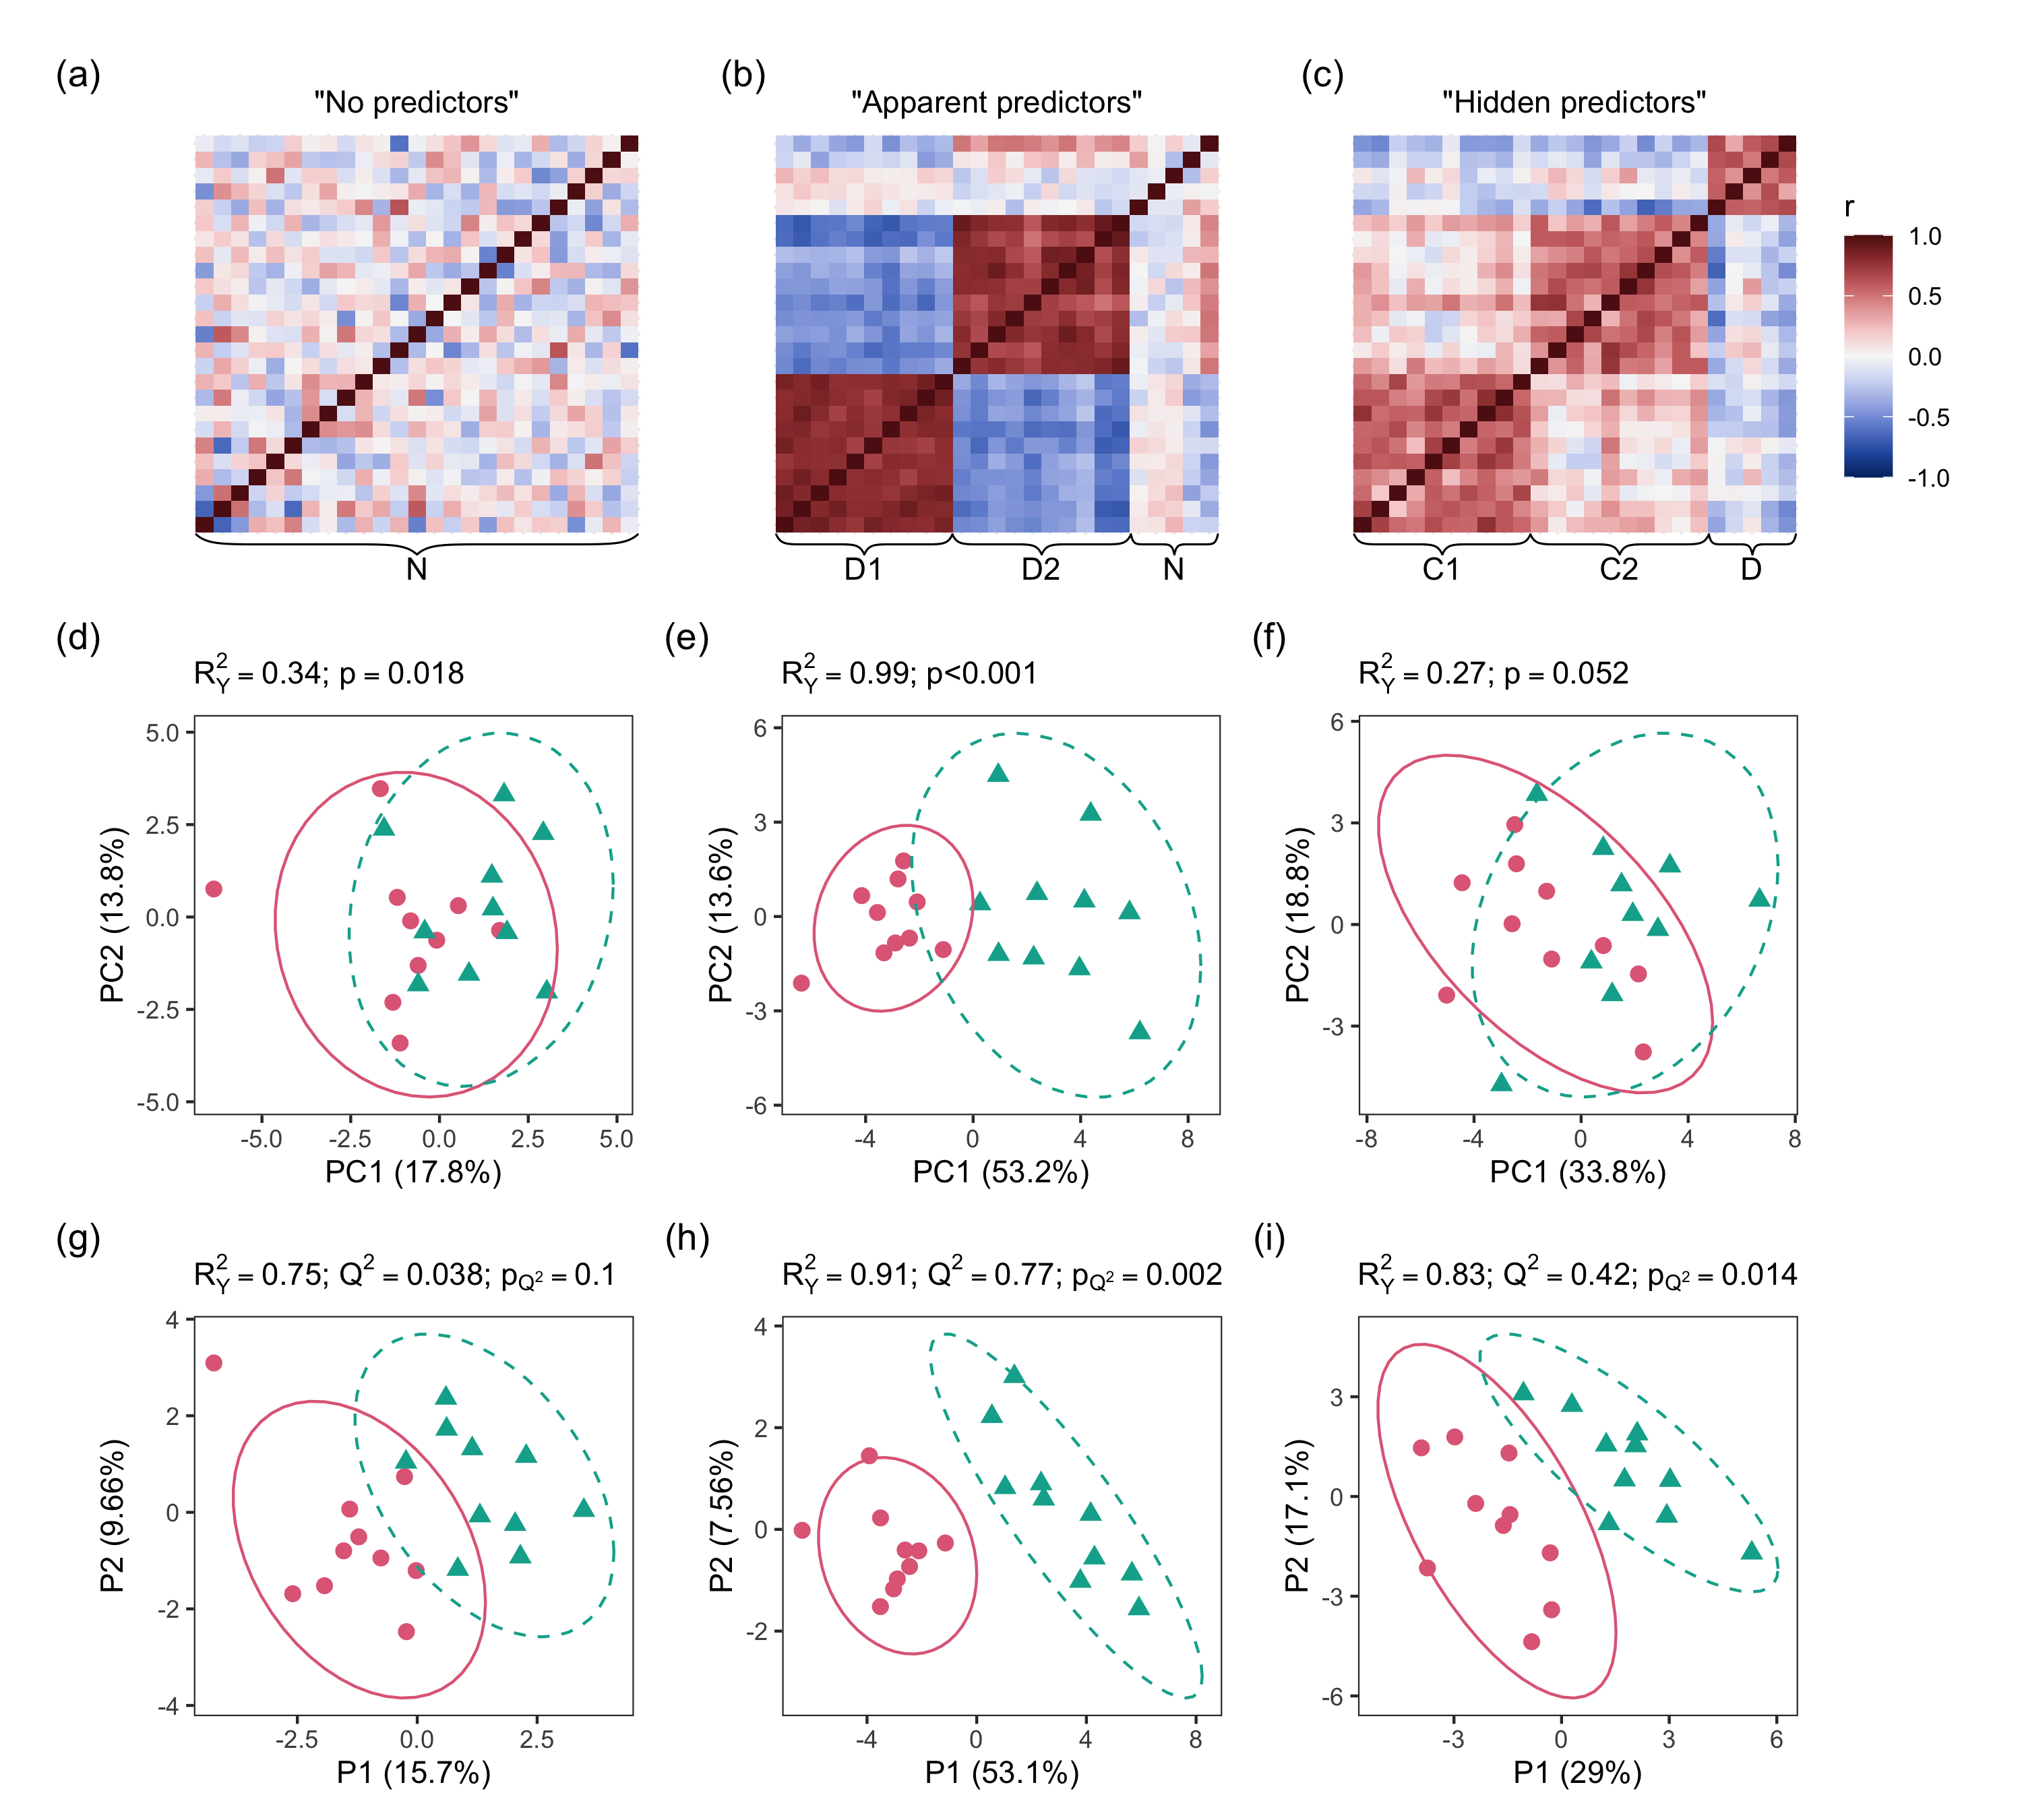 (a)
(b)
(c)
"No predictors"
"Apparent predictors"
"Hidden predictors"
r
1.0
0.5
0.0
-0.5
-1.0
N
D1
D2
N
C1
C2
D
(d)
(e)
(f)
R²Y = 0.34; p = 0.018
R²Y = 0.99; p<0.001
R²Y = 0.27; p = 0.052
PC2 (13.8%)
5.0
2.5
0.0
-2.5
-5.0
-5.0
-2.5
0.0
2.5
5.0
PC1 (17.8%)
PC2 (13.6%)
6
3
0
-3
-6
-4
0
4
8
PC1 (53.2%)
PC2 (18.8%)
6
3
0
-3
-8
-4
0
4
8
PC1 (33.8%)
(g)
(h)
(i)
R²Y = 0.75; Q² = 0.038; pQ² = 0.1
R²Y = 0.91; Q² = 0.77; pQ² = 0.002
R²Y = 0.83; Q² = 0.42; pQ² = 0.014
P2 (9.66%)
4
2
0
-2
-4
-2.5
0.0
2.5
P1 (15.7%)
P2 (7.56%)
4
2
0
-2
-4
0
4
8
P1 (53.1%)
P2 (17.1%)
3
0
-3
-6
-3
0
3
6
P1 (29%)